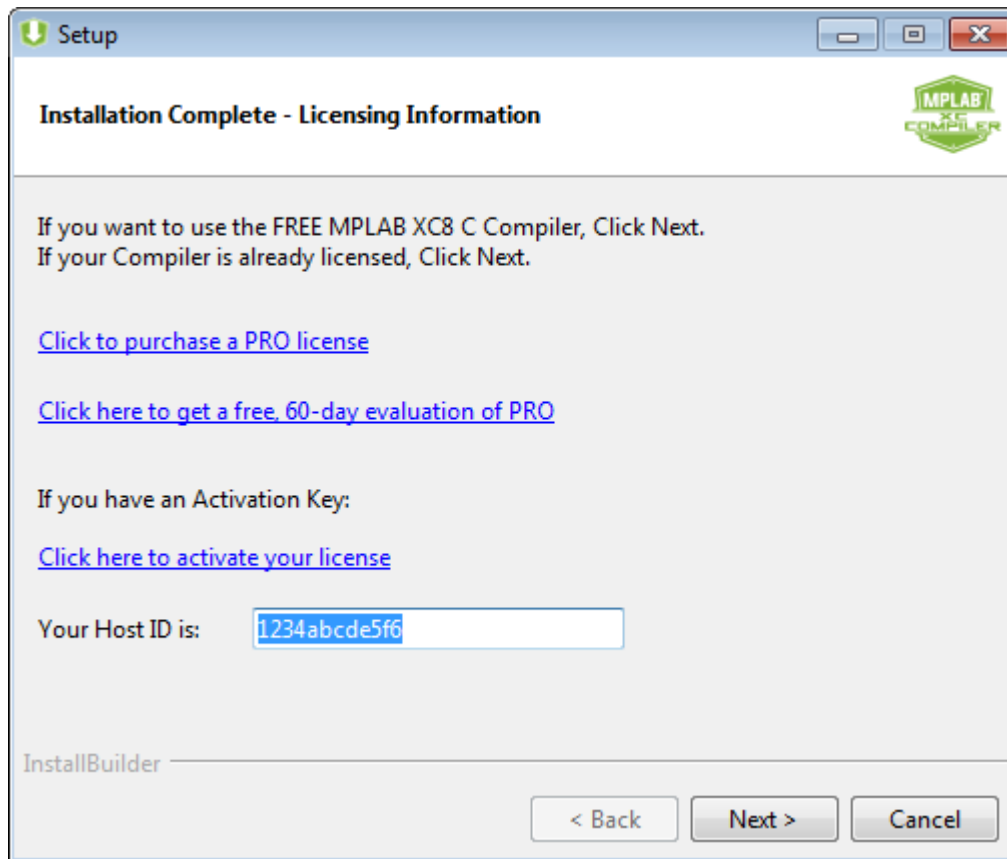 Setup
Installation Complete - Licensing Information
MPLAB
XC
COMPILER
If you want to use the FREE MPLAB XC8 C Compiler, Click Next.
If your Compiler is already licensed, Click Next.
Click to purchase a PRO license
Click here to get a free, 60-day evaluation of PRO
If you have an Activation Key:
Click here to activate your license
Your Host ID is: 1234abcde5f6
InstallBuilder
< Back Next > Cancel